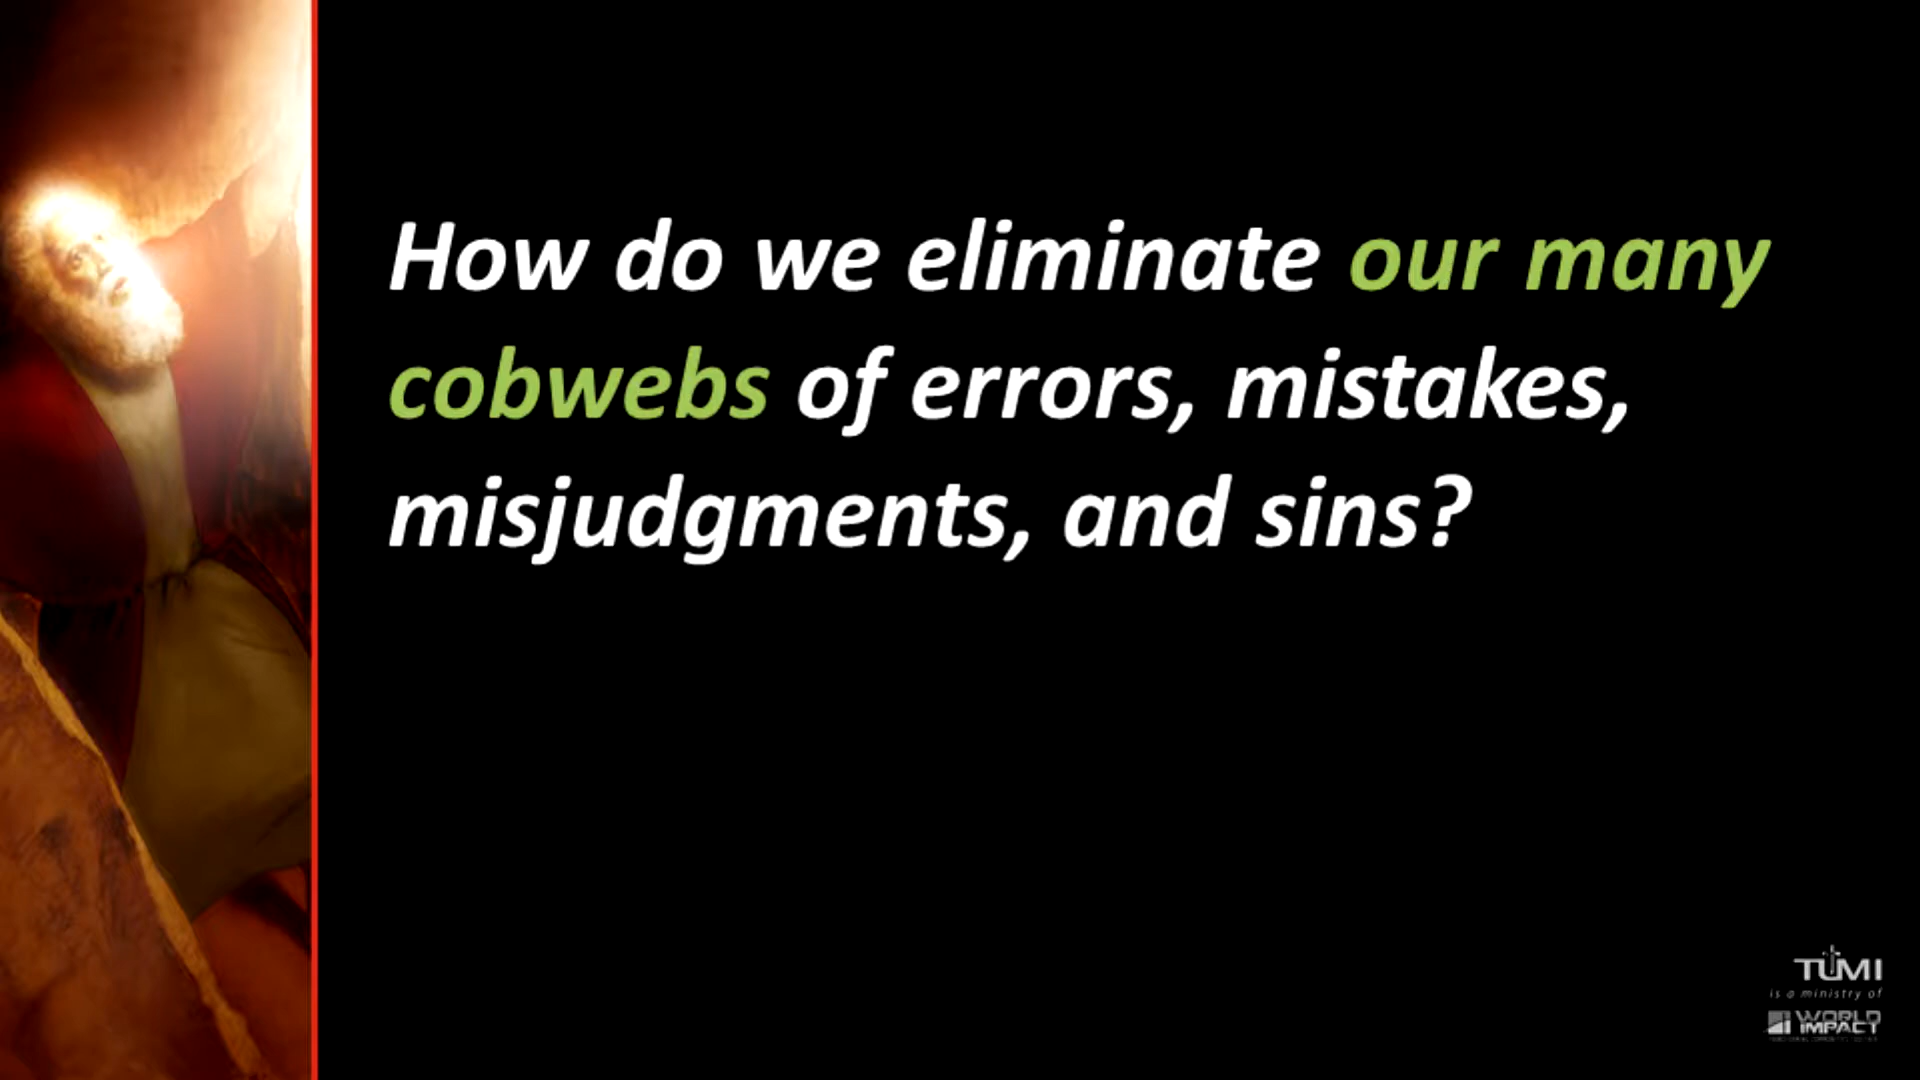 How do we eliminate our many
cobwebs of errors, mistakes,
misjudgments, and sins?
TUMI
is a ministry of
WORLD
IMPACT